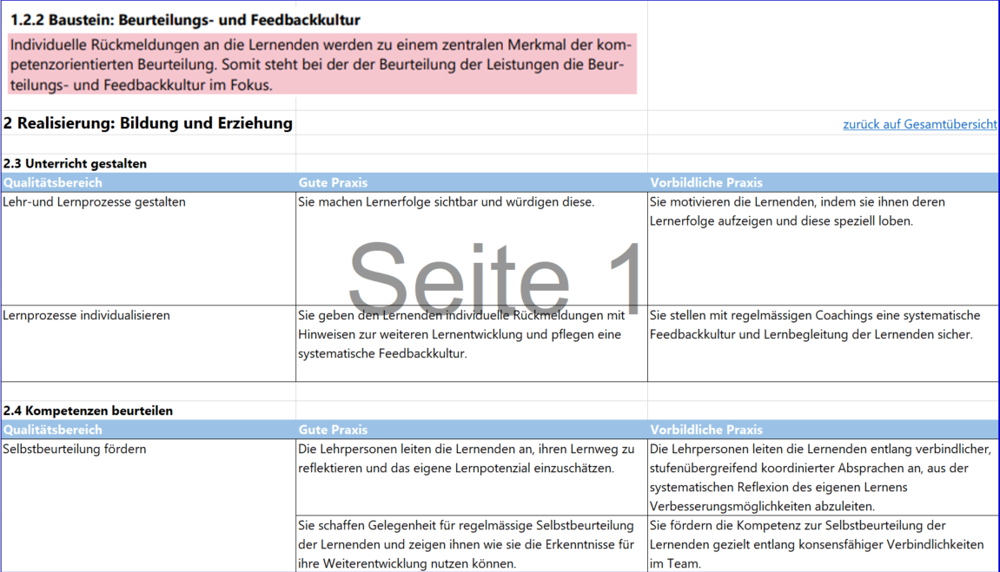 1.2.2 Baustein: Beurteilungs- und Feedbackkultur
Individuelle Rückmeldungen an die Lernenden werden zu einem zentralen Merkmal der kom-
petenzorientierten Beurteilung. Somit steht bei der der Beurteilung der Leistungen die Beur-
teilungs- und Feedbackkultur im Fokus.
2 Realisierung: Bildung und Erziehung
zurück auf Gesamtübersicht
2.3 Unterricht gestalten
Qualitätsbereich
Gute Praxis
Vorbildliche Praxis
Lehr-und Lernprozesse gestalten
Sie machen Lernerfolge sichtbar und würdigen diese.
Sie motivieren die Lernenden, indem sie ihnen deren
Lernerfolge aufzeigen und diese speziell loben.
Seite 1
Lernprozesse individualisieren
Sie geben den Lernenden individuelle Rückmeldungen mit
Hinweisen zur weiteren Lernentwicklung und pflegen eine
systematische Feedbackkultur.
Sie stellen mit regelmässigen Coachings eine systematische
Feedbackkultur und Lernbegleitung der Lernenden sicher.
2.4 Kompetenzen beurteilen
Qualitätsbereich
Gute Praxis
Vorbildliche Praxis
Selbstbeurteilung fördern
Die Lehrpersonen leiten die Lernenden an, ihren Lernweg zu
reflektieren und das eigene Lernpotenzial einzuschätzen.
Die Lehrpersonen leiten die Lernenden entlang verbindlicher,
stufenübergreifend koordinierter Absprachen an, aus der
systematischen Reflexion des eigenen Lernens
Verbesserungsmöglichkeiten abzuleiten.
Sie schaffen Gelegenheit für regelmässige Selbstbeurteilung
der Lernenden und zeigen ihnen wie sie die Erkenntnisse für
ihre Weiterentwicklung nutzen können.
Sie fördern die Kompetenz zur Selbstbeurteilung der
Lernenden gezielt entlang konsensfähiger Verbindlichkeiten
im Team.